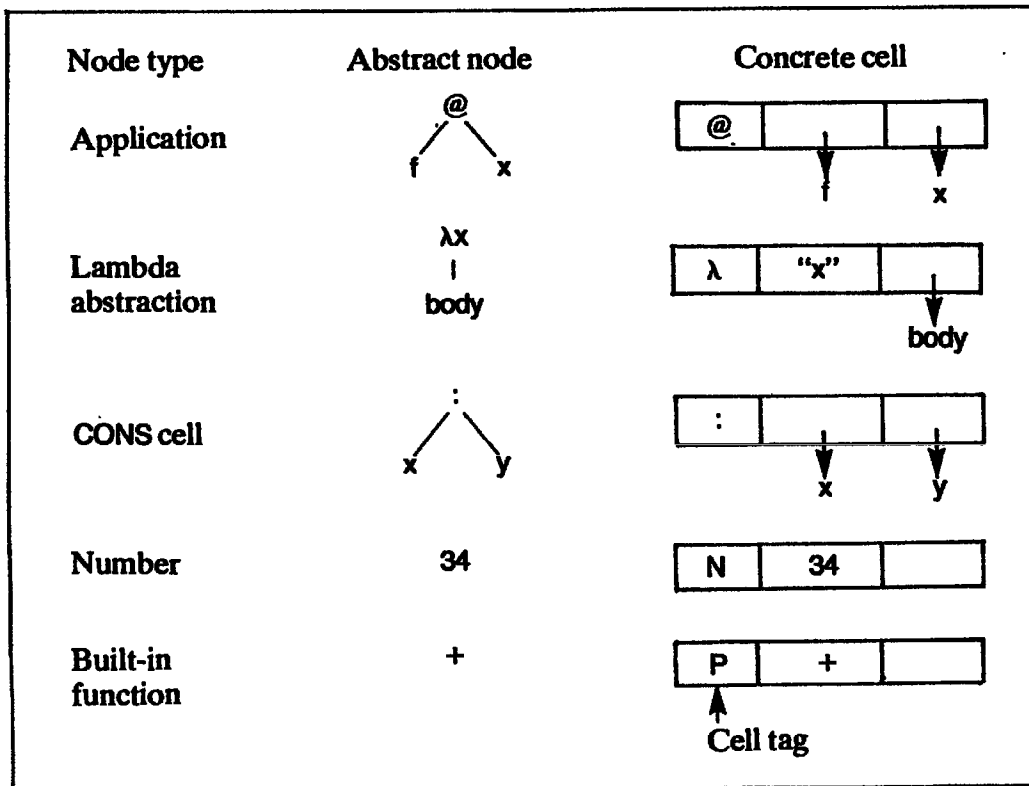 Node type Abstract node Concrete cell
Application @ @
f x f x
Lambda abstraction λx λ “x”
body body
CONS cell : :
x y x y
Number 34 N 34
Built-in function + P +
Cell tag